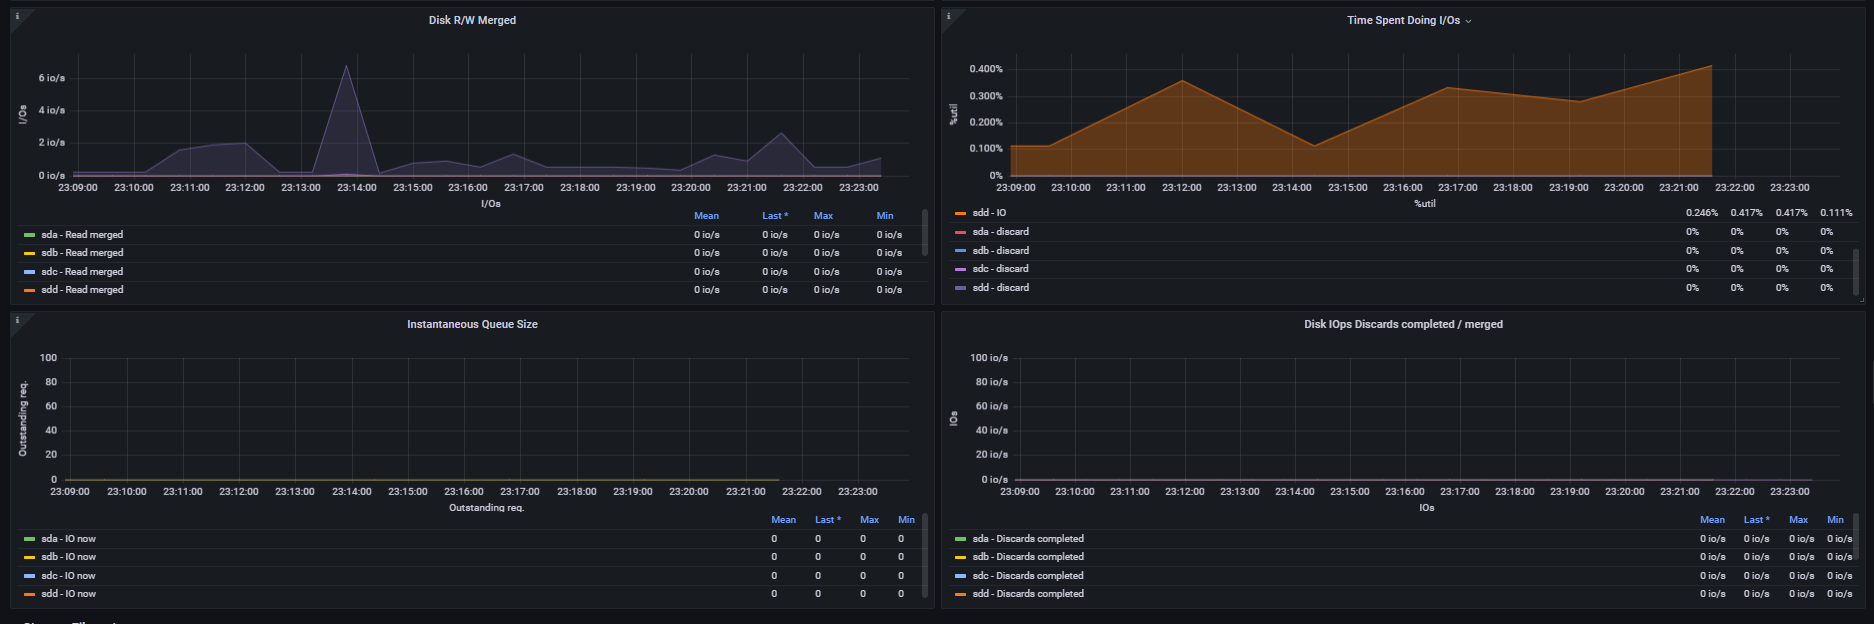 Disk R/W Merged
6 io/s
4 io/s
2 io/s
0 io/s
I/Os
23:09:00 23:10:00 23:11:00 23:12:00 23:13:00 23:14:00 23:15:00 23:16:00 23:17:00 23:18:00 23:19:00 23:20:00 23:21:00 23:22:00 23:23:00
I/Os
Mean Last * Max Min
sda - Read merged 0 io/s 0 io/s 0 io/s 0 io/s
sdb - Read merged 0 io/s 0 io/s 0 io/s 0 io/s
sdc - Read merged 0 io/s 0 io/s 0 io/s 0 io/s
sdd - Read merged 0 io/s 0 io/s 0 io/s 0 io/s
Time Spent Doing I/Os
0.400%
0.300%
0.200%
0.100%
0%
%util
23:09:00 23:10:00 23:11:00 23:12:00 23:13:00 23:14:00 23:15:00 23:16:00 23:17:00 23:18:00 23:19:00 23:20:00 23:21:00 23:22:00 23:23:00
%util
sdd - IO 0.246% 0.417% 0.417% 0.111%
sda - discard 0% 0% 0% 0%
sdb - discard 0% 0% 0% 0%
sdc - discard 0% 0% 0% 0%
sdd - discard 0% 0% 0% 0%
Instantaneous Queue Size
100
80
60
40
20
0
Outstanding req.
23:09:00 23:10:00 23:11:00 23:12:00 23:13:00 23:14:00 23:15:00 23:16:00 23:17:00 23:18:00 23:19:00 23:20:00 23:21:00 23:22:00 23:23:00
Outstanding req.
Mean Last * Max Min
sda - IO now 0 0 0 0
sdb - IO now 0 0 0 0
sdc - IO now 0 0 0 0
sdd - IO now 0 0 0 0
Disk IOps Discards completed / merged
100 io/s
80 io/s
60 io/s
40 io/s
20 io/s
0 io/s
IOs
23:09:00 23:10:00 23:11:00 23:12:00 23:13:00 23:14:00 23:15:00 23:16:00 23:17:00 23:18:00 23:19:00 23:20:00 23:21:00 23:22:00 23:23:00
IOs
Mean Last * Max Min
sda - Discards completed 0 io/s 0 io/s 0 io/s 0 io/s
sdb - Discards completed 0 io/s 0 io/s 0 io/s 0 io/s
sdc - Discards completed 0 io/s 0 io/s 0 io/s 0 io/s
sdd - Discards completed 0 io/s 0 io/s 0 io/s 0 io/s